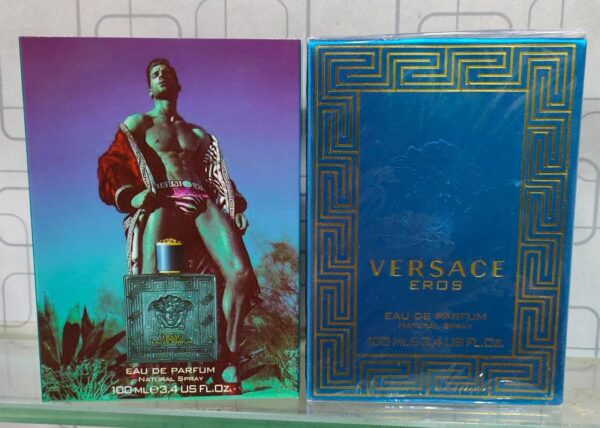 EAU DE PARFUM
NATURAL SPRAY
100 ML ℮ 3.4 US FL.OZ.
VERSACE
EROS
EAU DE PARFUM
NATURAL SPRAY
100 ML ℮ 3.4 US FL.OZ.